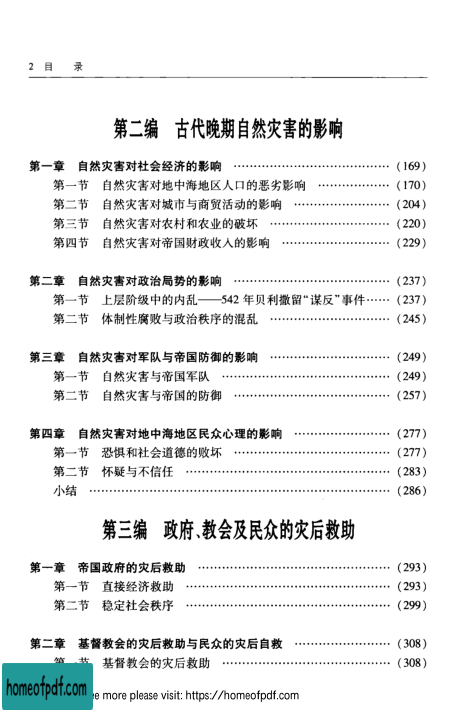 2 目 录
第二编 古代晚期自然灾害的影响
第一章 自然灾害对社会经济的影响 …………………………………… (169)
第一节 自然灾害对地中海地区人口的恶劣影响 ……………… (170)
第二节 自然灾害对城市与商贸活动的影响 …………………… (204)
第三节 自然灾害对农村和农业的破坏 ………………………… (220)
第四节 自然灾害对帝国财政收入的影响 ……………………… (229)
第二章 自然灾害对政治局势的影响 …………………………………… (237)
第一节 上层阶级中的内乱——542 年贝利撒留“谋反”事件…… (237)
第二节 体制性腐败与政治秩序的混乱 ………………………… (245)
第三章 自然灾害对军队与帝国防御的影响 ………………………… (249)
第一节 自然灾害与帝国军队 …………………………………… (249)
第二节 自然灾害与帝国的防御 ………………………………… (257)
第四章 自然灾害对地中海地区民众心理的影响 …………………… (277)
第一节 恐惧和社会道德的败坏 ………………………………… (277)
第二节 怀疑与不信任 …………………………………………… (283)
小结 ……………………………………………………………………… (286)
第三编 政府、教会及民众的灾后救助
第一章 帝国政府的灾后救助 ………………………………………… (293)
第一节 直接经济救助 …………………………………………… (293)
第二节 稳定社会秩序 …………………………………………… (299)
第二章 基督教会的灾后救助与民众的灾后自救 …………………… (308)
第一节 基督教会的灾后救助 …………………………………… (308)
homeofpdf.com
e more please visit: https://homeofpdf.com